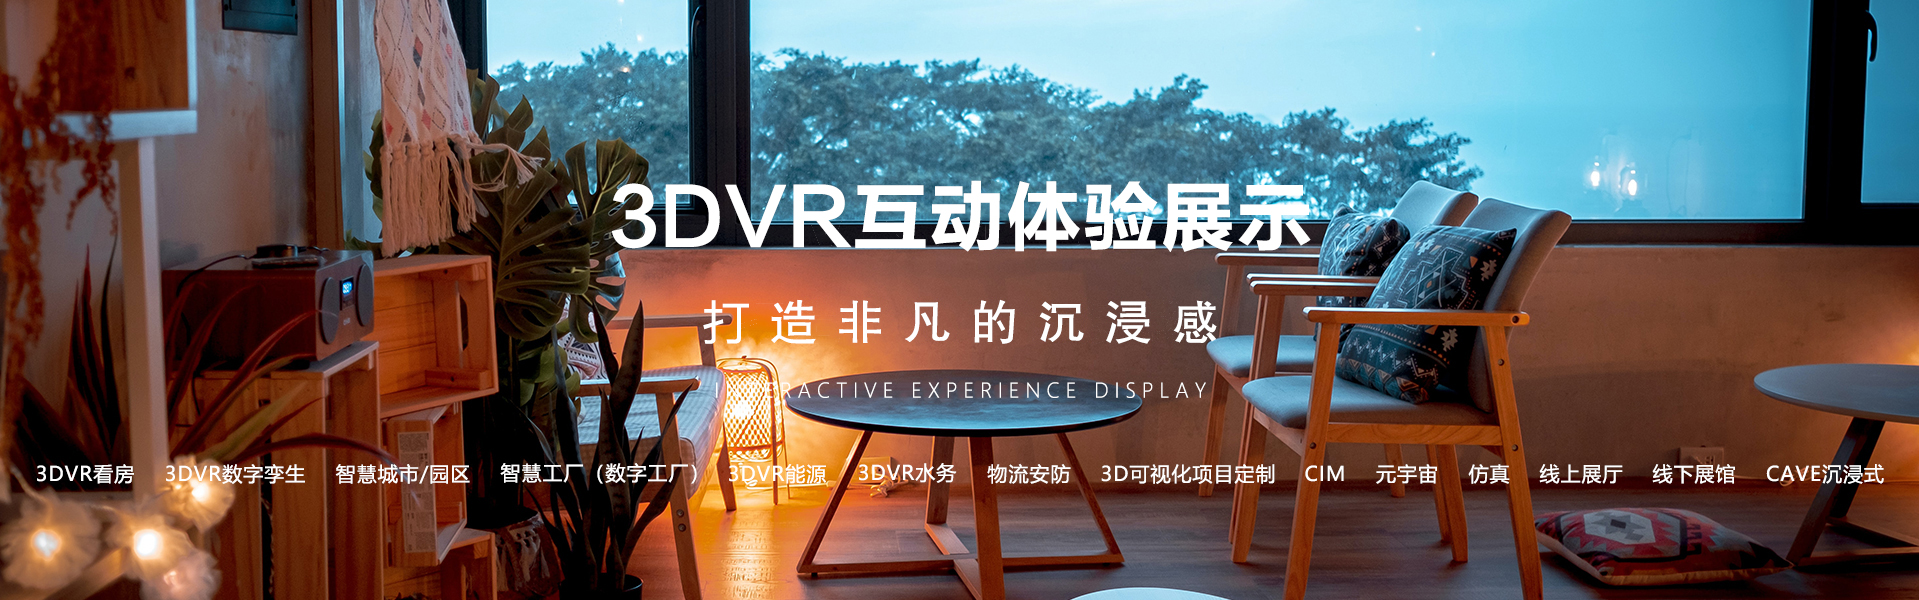 3DVR互动体验展示
打造非凡的沉浸感
INTERACTIVE EXPERIENCE DISPLAY
3DVR看房 3DVR数字孪生 智慧城市/园区 智慧工厂（数字工厂） 3DVR能源 3DVR水务 物流安防 3D可视化项目定制 CIM 元宇宙 仿真 线上展厅 线下展馆 CAVE沉浸式